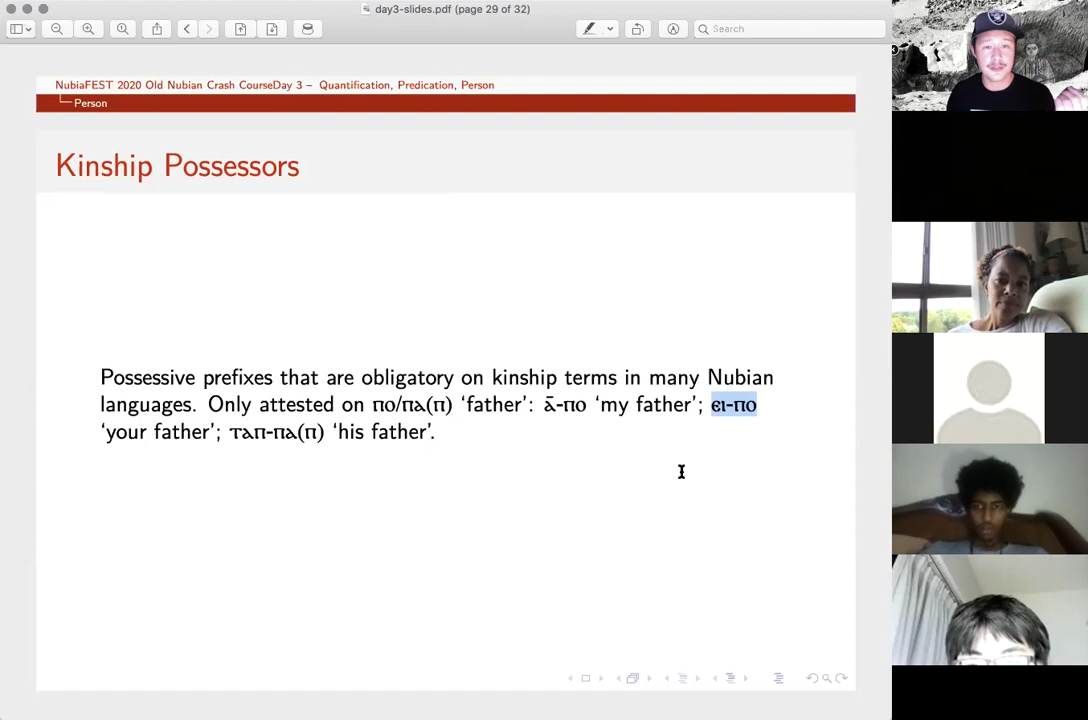 day3-slides.pdf (page 29 of 32)
Search
NubiaFEST 2020 Old Nubian Crash CourseDay 3 – Quantification, Predication, Person
Person
Kinship Possessors
Possessive prefixes that are obligatory on kinship terms in many Nubian
languages. Only attested on ⲡⲟ/ⲡⲁ(ⲡ) ‘father’: ⲁ̄-ⲡⲟ ‘my father’; ⲉⲓ-ⲡⲟ
‘your father’; ⲧⲁⲡ-ⲡⲁ(ⲡ) ‘his father’.